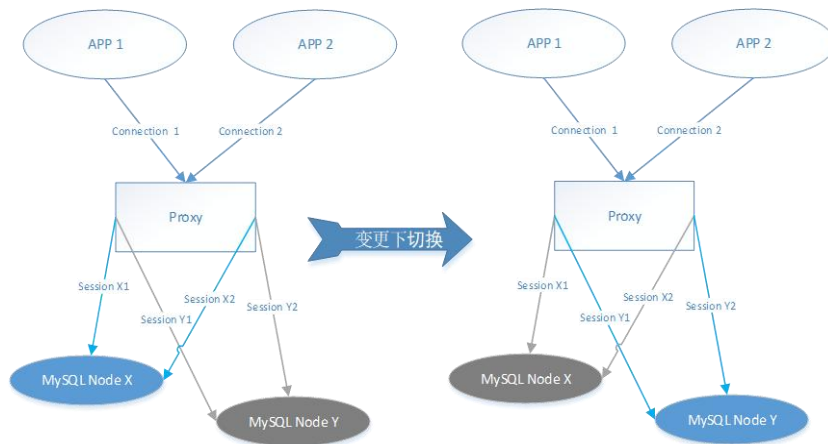 APP 1
APP 2
Connection 1
Connection 2
Proxy
Session X1
Session X2
Session Y1
Session Y2
MySQL Node X
MySQL Node Y
变更下切换
APP 1
APP 2
Connection 1
Connection 2
Proxy
Session X1
Session X2
Session Y1
Session Y2
MySQL Node X
MySQL Node Y